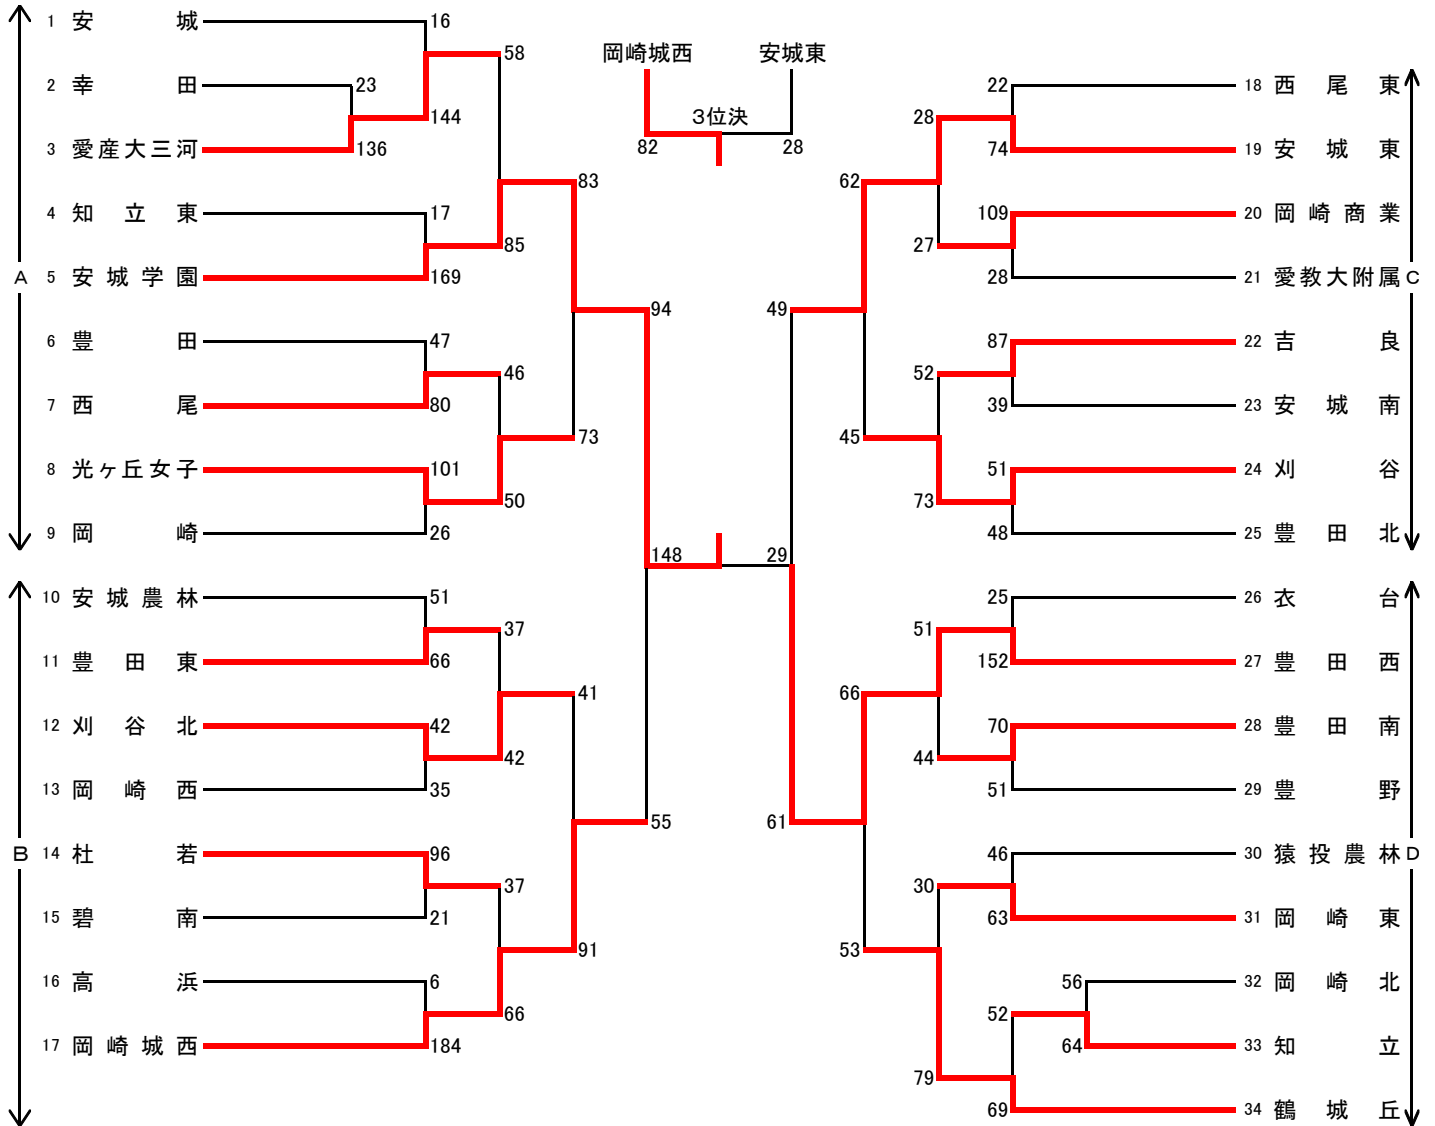 岡崎城西 安城東
3位決
82 28
A
1 安城 16
58
2 幸田 23
144
3 愛産大三河 136
83
4 知立東 17
85
5 安城学園 169
94
6 豊田 47
46
7 西尾 80
73
8 光ヶ丘女子 101
50
9 岡崎 26
148 29
B
10 安城農林 51
37
11 豊田東 66
41
12 刈谷北 42
42
13 岡崎西 35
55
14 杜若 96
37
15 碧南 21
91
16 高浜 6
66
17 岡崎城西 184
C
22 18 西尾東
28
74 19 安城東
62
109 20 岡崎商業
27
28 21 愛教大附属
49
87 22 吉良
52
39 23 安城南
45
51 24 刈谷
73
48 25 豊田北
D
25 26 衣台
51
152 27 豊田西
66
70 28 豊田南
44
51 29 豊野
61
46 30 猿投農林
30
63 31 岡崎東
53
56 32 岡崎北
52
64 33 知立
79
69 34 鶴城丘